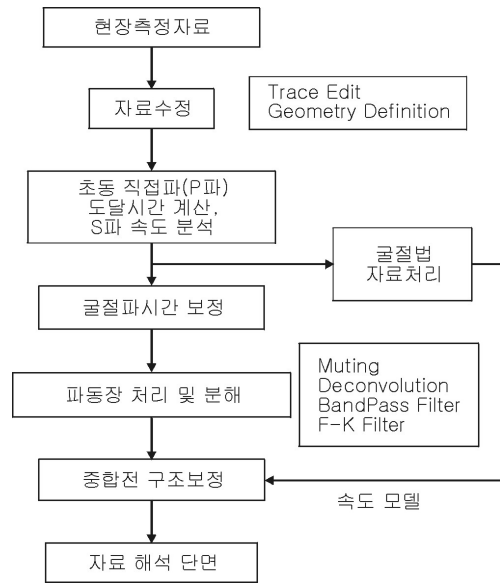 현장측정자료
자료수정
Trace Edit
Geometry Definition
초동 직접파(P파)
도달시간 계산,
S파 속도 분석
굴절법
자료처리
굴절파시간 보정
파동장 처리 및 분해
Muting
Deconvolution
BandPass Filter
F-K Filter
중합전 구조보정
속도 모델
자료 해석 단면